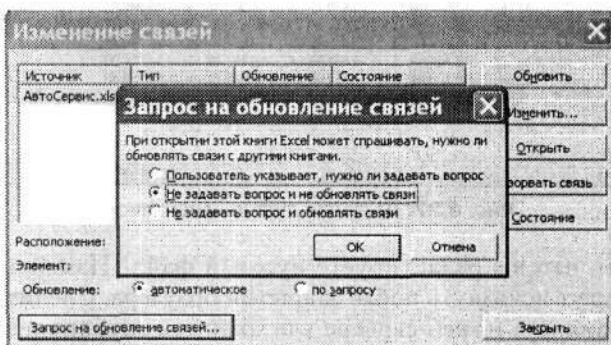 Изменение связей
Источник Тип Обновление Состояние
АвтоСервис.xls
Обновить
Изменить...
Открыть
зорвать связь
Состояние
Запрос на обновление связей
При открытии этой книги Excel может спрашивать, нужно ли
обновлять связи с другими книгами.
Пользователь указывает, нужно ли задавать вопрос
Не задавать вопрос и не обновлять связи
Не задавать вопрос и обновлять связи
ОК Отмена
Расположение:
Элемент:
Обновление: автоматическое по запросу
Запрос на обновление связей... Закрыть